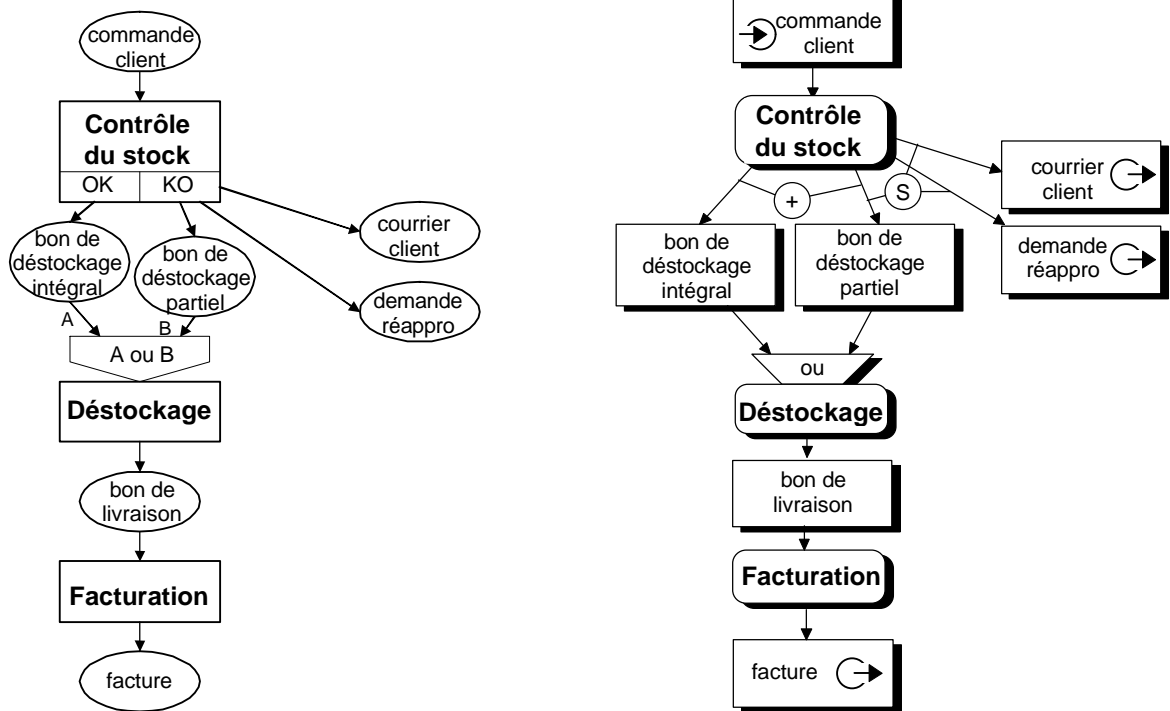 commande
client
Contrôle
du stock
OK
KO
bon de
déstockage
intégral
bon de
déstockage
partiel
courrier
client
demande
réappro
A
B
A ou B
Déstockage
bon de
livraison
Facturation
facture
commande
client
Contrôle
du stock
+
S
courrier
client
demande
réappro
bon de
déstockage
intégral
bon de
déstockage
partiel
ou
Déstockage
bon de
livraison
Facturation
facture